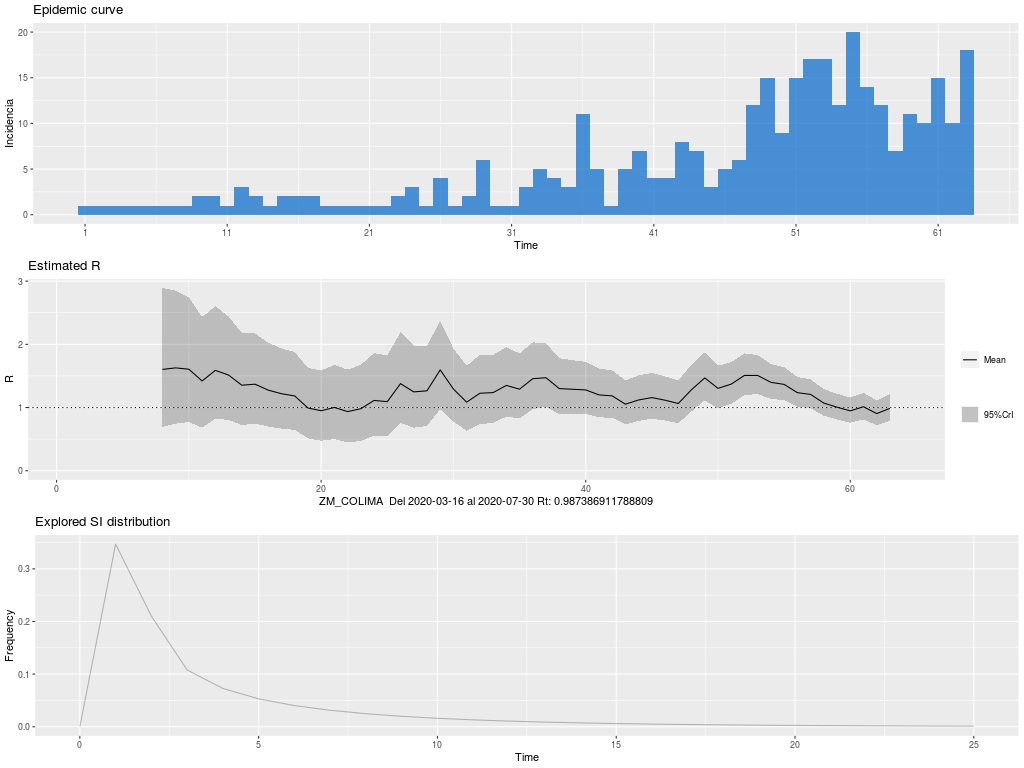 Epidemic curve
20
15
10
5
0
Incidencia
1 11 21 31 41 51 61
Time
Estimated R
3
2
1
0
R
0 20 40 60
ZM_COLIMA Del 2020-03-16 al 2020-07-30 Rt: 0.987386911788809
Mean
95%CrI
Explored SI distribution
0.3
0.2
0.1
0.0
Frequency
0 5 10 15 20 25
Time